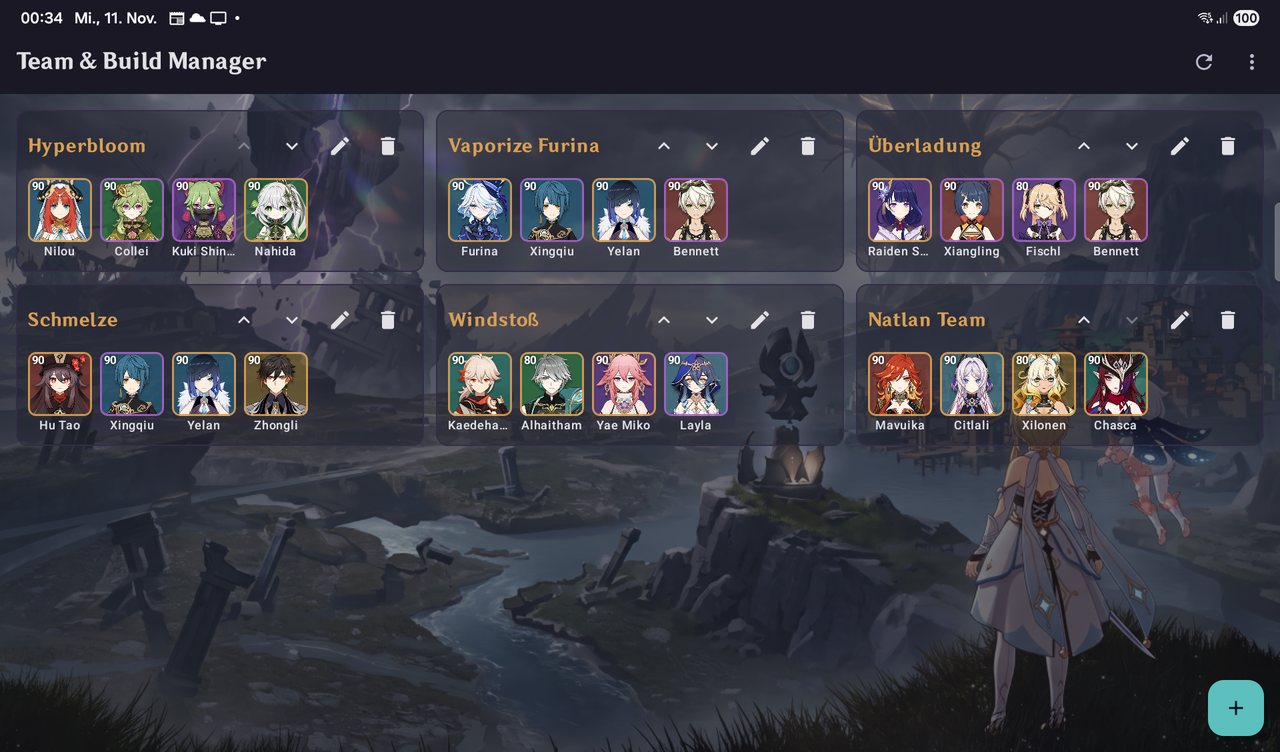 00:34 Mi., 11. Nov. 100
Team & Build Manager
Hyperbloom
90 90 90 90
Nilou Collei Kuki Shin... Nahida
Vaporize Furina
90 90 90 90
Furina Xingqiu Yelan Bennett
Überladung
90 90 80 90
Raiden S... Xiangling Fischl Bennett
Schmelze
90 90 90 90
Hu Tao Xingqiu Yelan Zhongli
Windstoß
90 80 90 90
Kaedeha... Alhaitham Yae Miko Layla
Natlan Team
90 90 80 90
Mavuika Citlali Xilonen Chasca